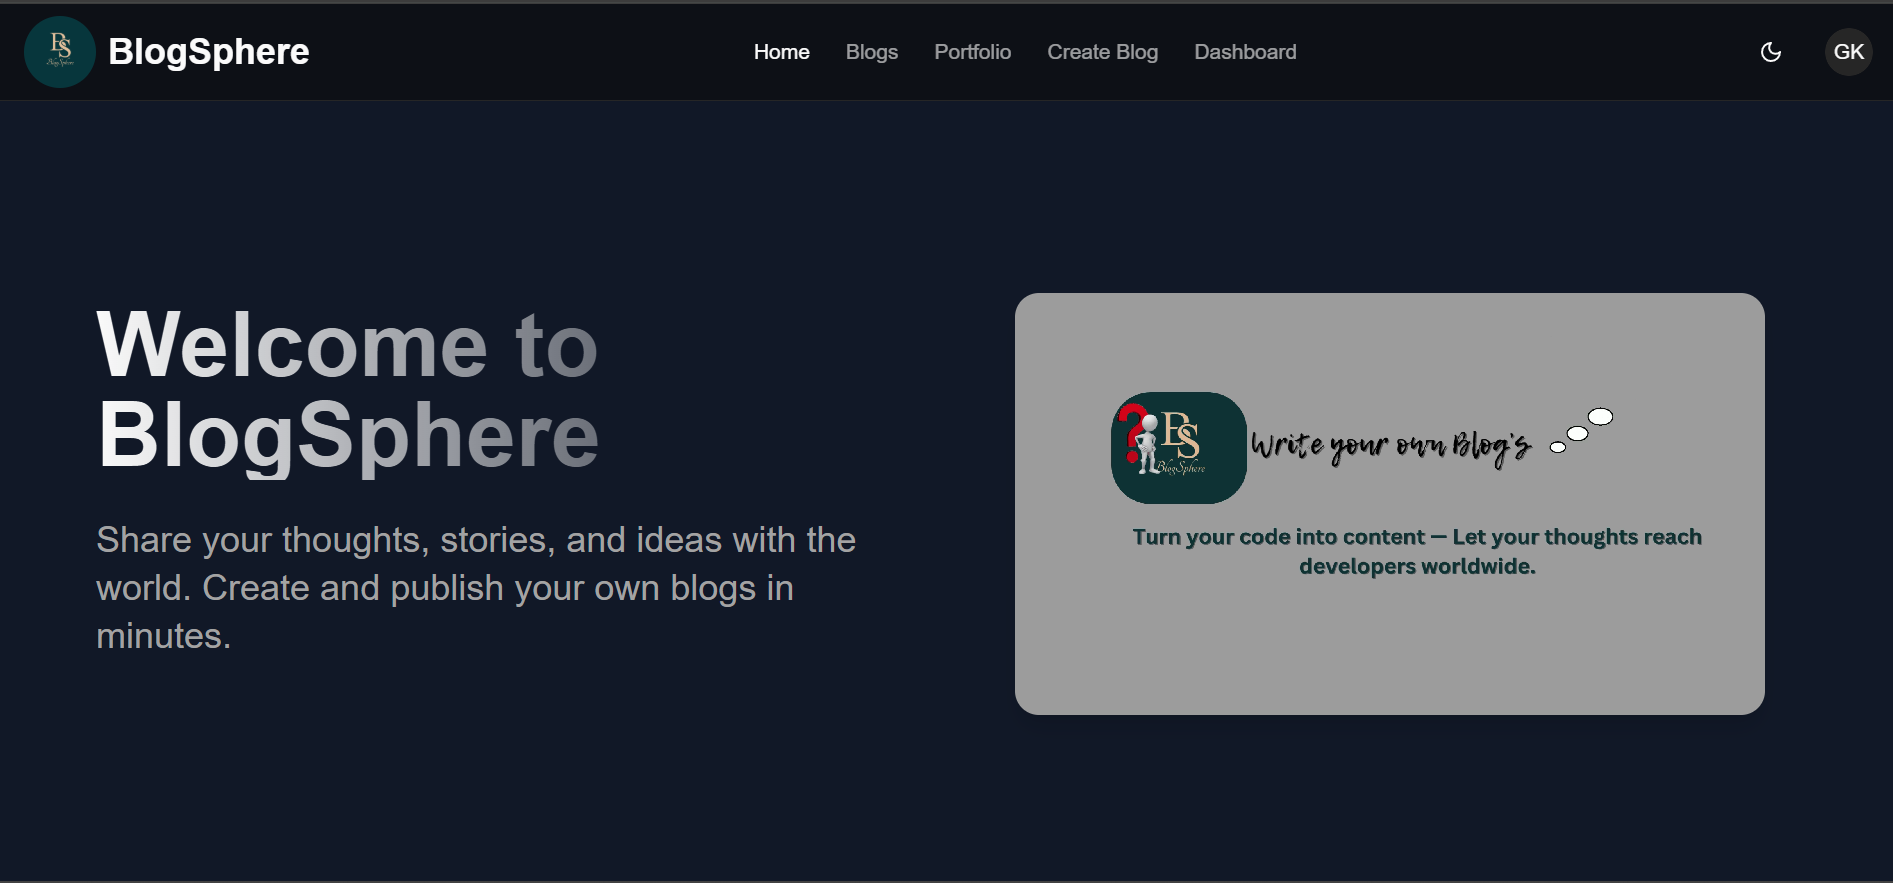 BS
BlogSphere
BlogSphere
Home
Blogs
Portfolio
Create Blog
Dashboard
GK
Welcome to
BlogSphere
Share your thoughts, stories, and ideas with the
world. Create and publish your own blogs in
minutes.
?
BS
BlogSphere
Write your own Blog's
Turn your code into content — Let your thoughts reach
developers worldwide.